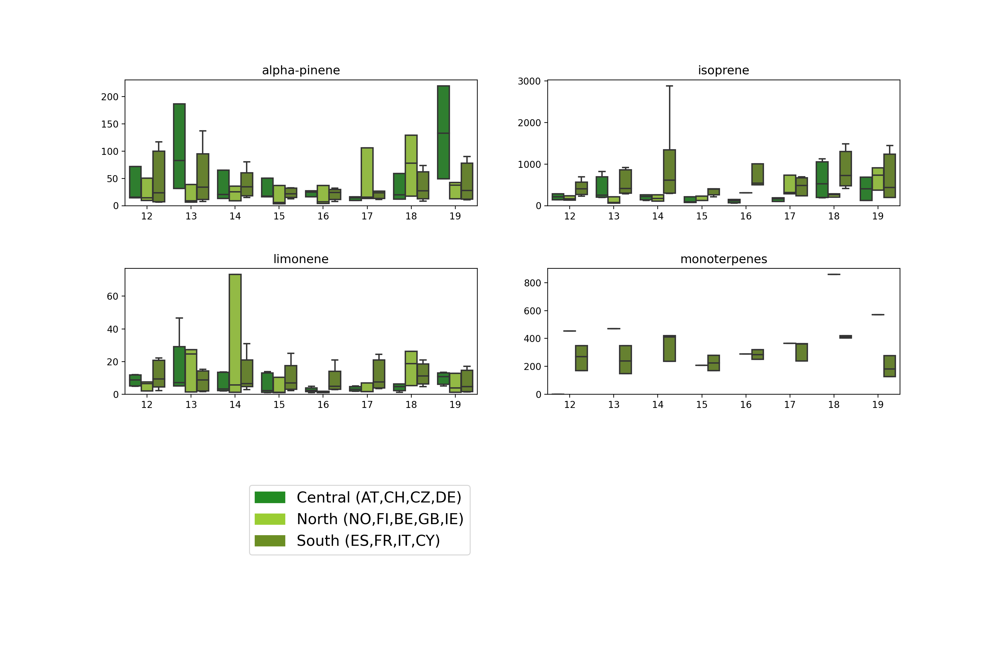 alpha-pinene
200
150
100
50
0
12 13 14 15 16 17 18 19
isoprene
3000
2000
1000
0
12 13 14 15 16 17 18 19
limonene
60
40
20
0
12 13 14 15 16 17 18 19
monoterpenes
800
600
400
200
0
12 13 14 15 16 17 18 19
Central (AT,CH,CZ,DE)
North (NO,FI,BE,GB,IE)
South (ES,FR,IT,CY)